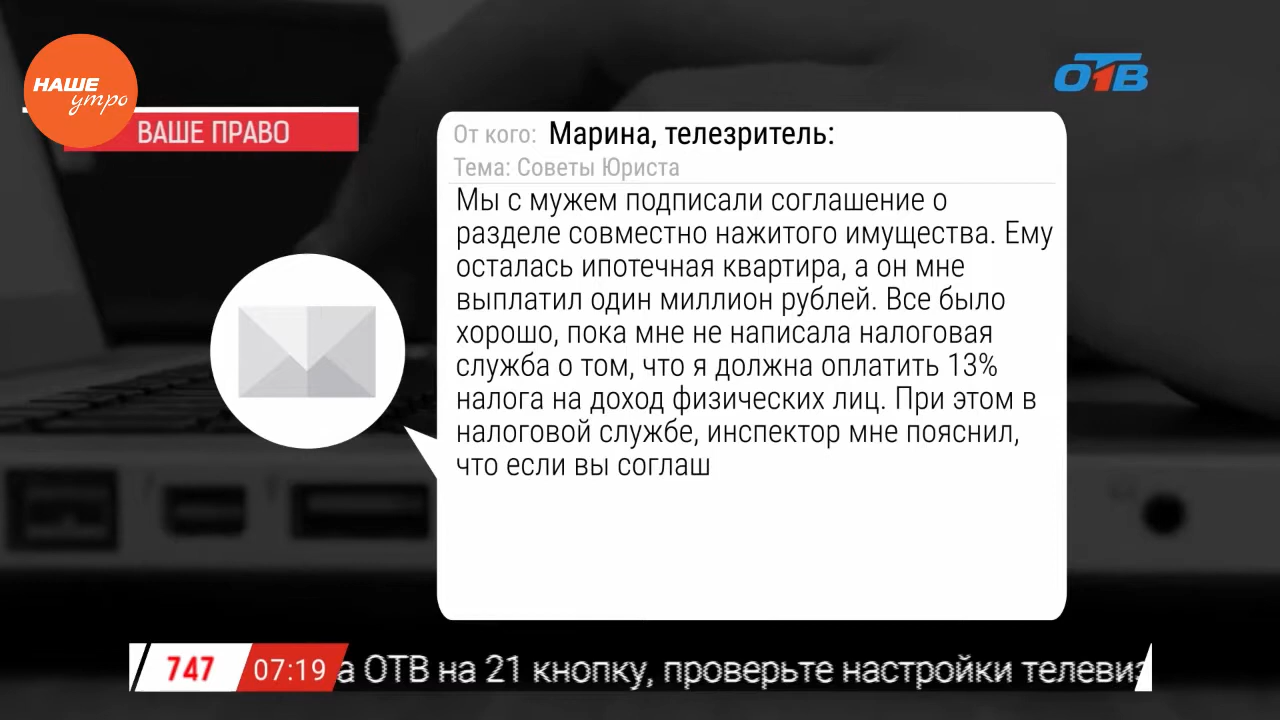 НАШЕ
утро
ВАШЕ ПРАВО
ОТВ
От кого: Марина, телезритель:
Тема: Советы Юриста
Мы с мужем подписали соглашение о
разделе совместно нажитого имущества. Ему
осталась ипотечная квартира, а он мне
выплатил один миллион рублей. Все было
хорошо, пока мне не написала налоговая
служба о том, что я должна оплатить 13%
налога на доход физических лиц. При этом в
налоговой службе, инспектор мне пояснил,
что если вы соглаш
747 07:19 а ОТВ на 21 кнопку, проверьте настройки телевиз